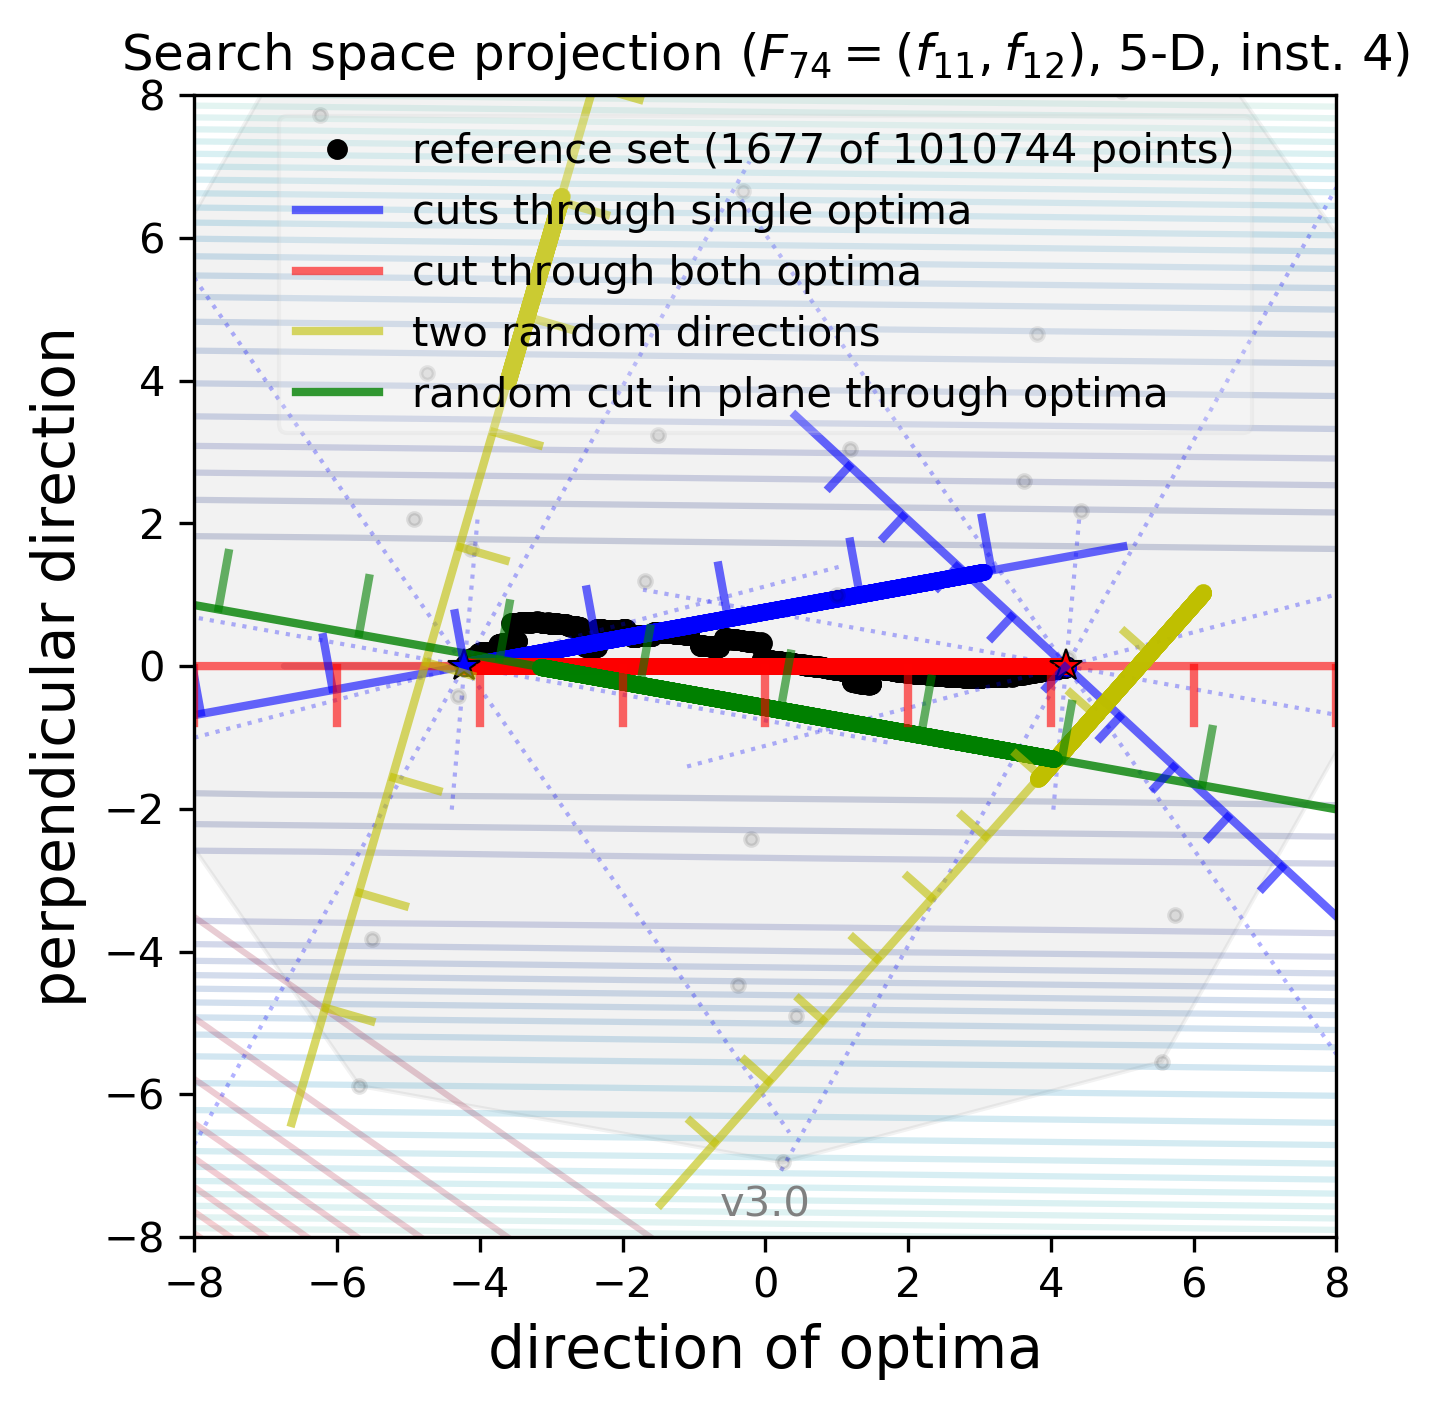 Search space projection (F74 = (f11, f12), 5-D, inst. 4)
8
6
4
2
0
−2
−4
−6
−8
perpendicular direction
reference set (1677 of 1010744 points)
cuts through single optima
cut through both optima
two random directions
random cut in plane through optima
v3.0
−8 −6 −4 −2 0 2 4 6 8
direction of optima